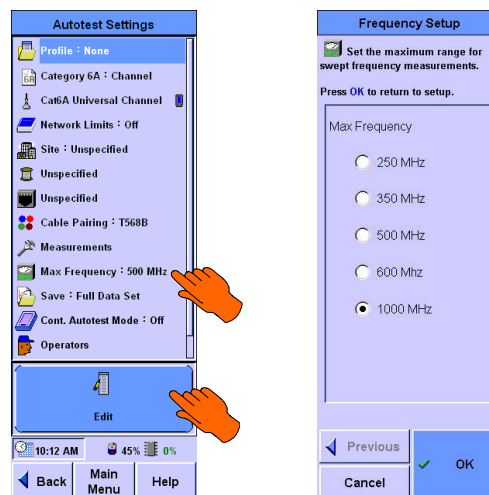 Autotest Settings
Profile : None
6A
Category 6A : Channel
Cat6A Universal Channel
Network Limits : Off
Site : Unspecified
Unspecified
Unspecified
Cable Pairing : T568B
Measurements
Max Frequency : 500 MHz
Save : Full Data Set
Cont. Autotest Mode : Off
Operators
Edit
10:12 AM 45% 0%
Back
Main
Menu
Help
Frequency Setup
Set the maximum range for
swept frequency measurements.
Press OK to return to setup.
Max Frequency
250 MHz
350 MHz
500 MHz
600 Mhz
1000 MHz
Previous
Cancel
OK